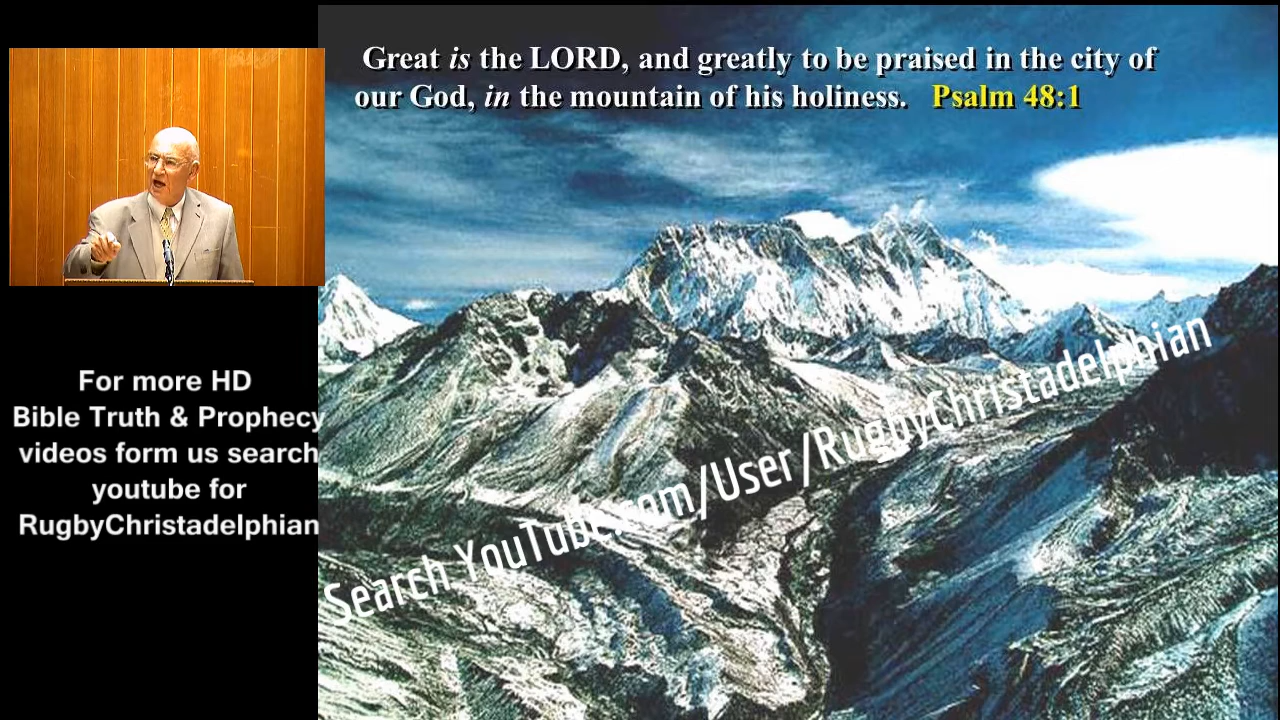 Great is the LORD, and greatly to be praised in the city of
our God, in the mountain of his holiness. Psalm 48:1
For more HD
Bible Truth & Prophecy
videos form us search
youtube for
RugbyChristadelphian
Search YouTube.com/User/RugbyChristadelphian